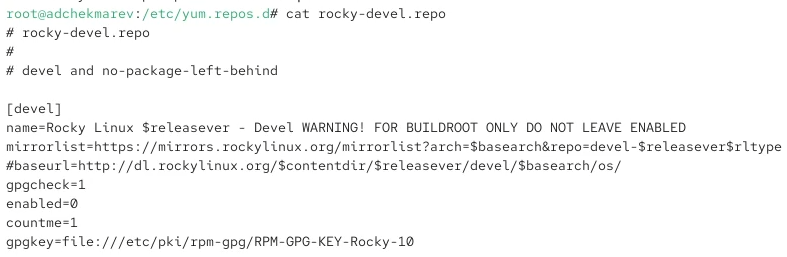 root@adchekmarev:/etc/yum.repos.d# cat rocky-devel.repo
# rocky-devel.repo
#
# devel and no-package-left-behind

[devel]
name=Rocky Linux $releasever - Devel WARNING! FOR BUILDROOT ONLY DO NOT LEAVE ENABLED
mirrorlist=https://mirrors.rockylinux.org/mirrorlist?arch=$basearch&repo=devel-$releasever$rltype
#baseurl=http://dl.rockylinux.org/$contentdir/$releasever/devel/$basearch/os/
gpgcheck=1
enabled=0
countme=1
gpgkey=file:///etc/pki/rpm-gpg/RPM-GPG-KEY-Rocky-10